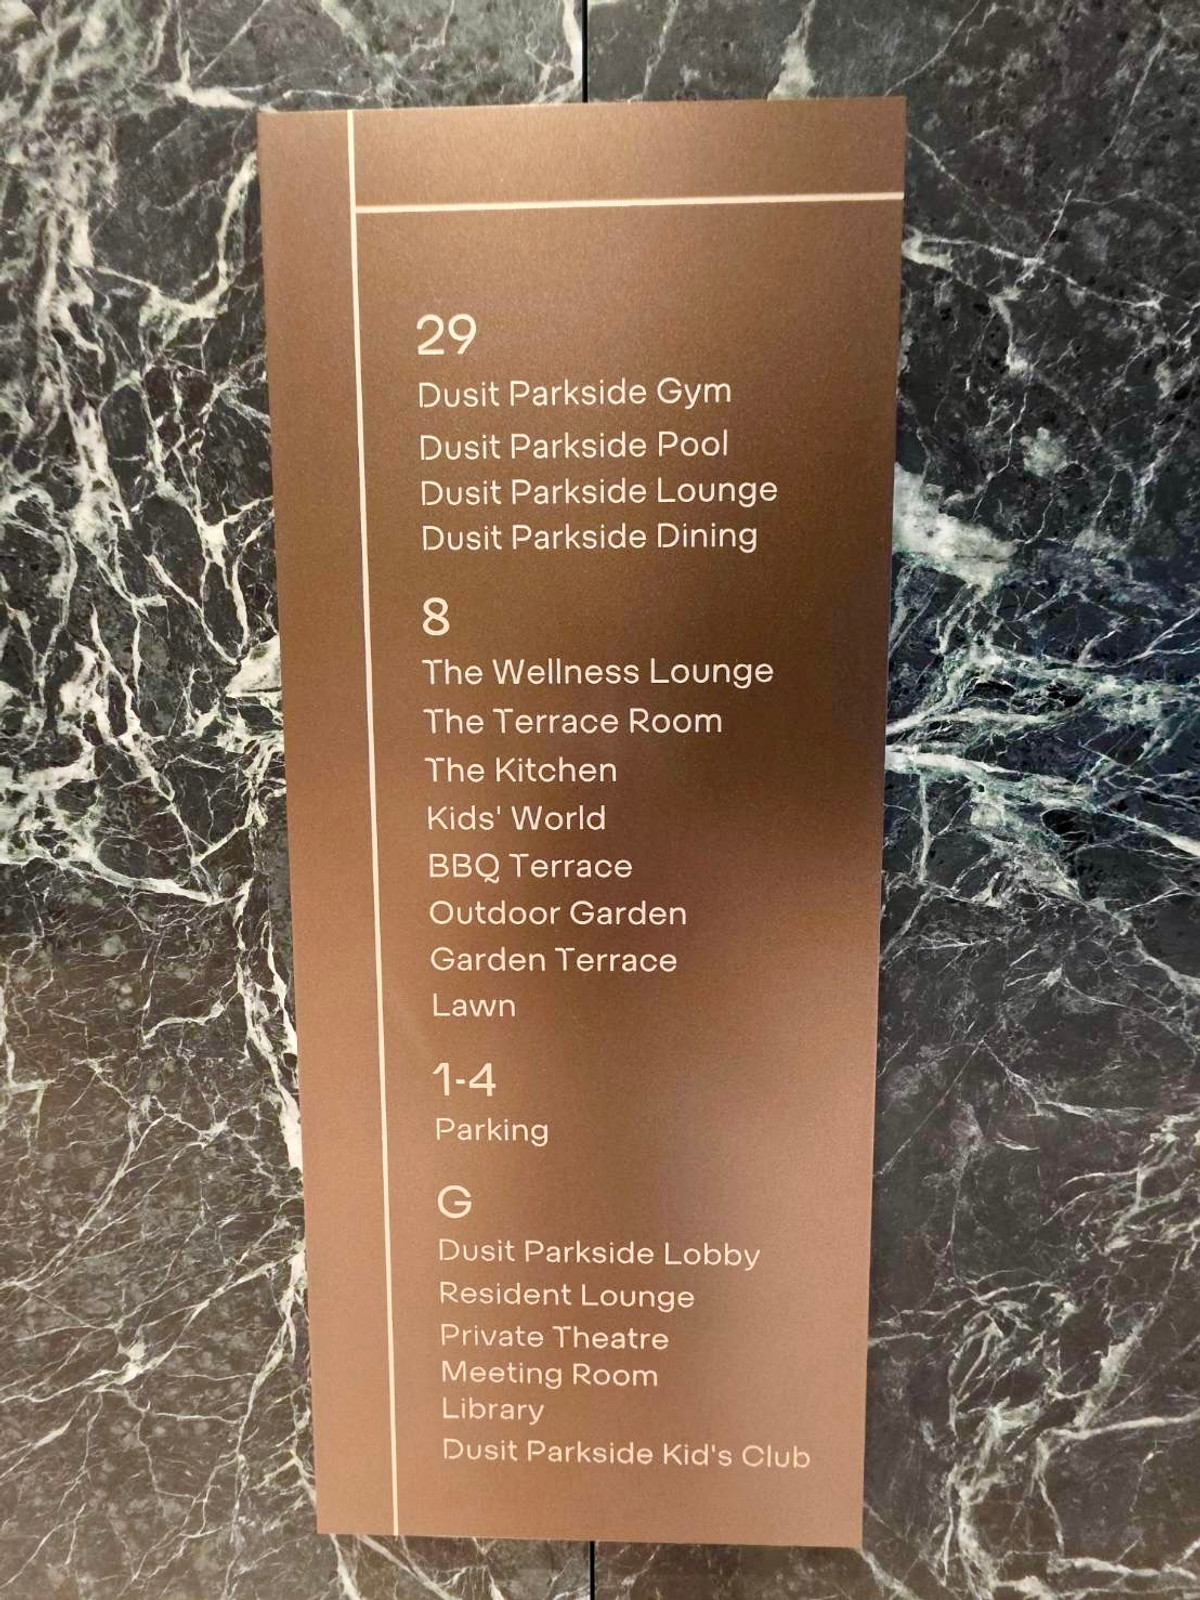 29
Dusit Parkside Gym
Dusit Parkside Pool
Dusit Parkside Lounge
Dusit Parkside Dining
8
The Wellness Lounge
The Terrace Room
The Kitchen
Kids' World
BBQ Terrace
Outdoor Garden
Garden Terrace
Lawn
1-4
Parking
G
Dusit Parkside Lobby
Resident Lounge
Private Theatre
Meeting Room
Library
Dusit Parkside Kid's Club